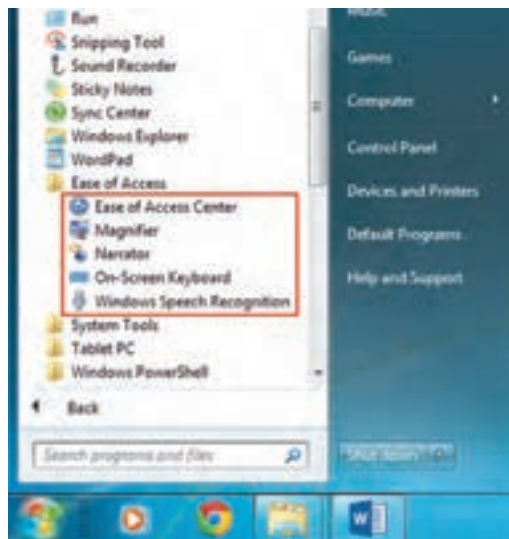 Run
Snipping Tool
Sound Recorder
Sticky Notes
Sync Center
Windows Explorer
WordPad
Ease of Access
Ease of Access Center
Magnifier
Narrator
On-Screen Keyboard
Windows Speech Recognition
System Tools
Tablet PC
Windows PowerShell
Back
Search programs and files
Music
Games
Computer
Control Panel
Devices and Printers
Default Programs
Help and Support
Shut down